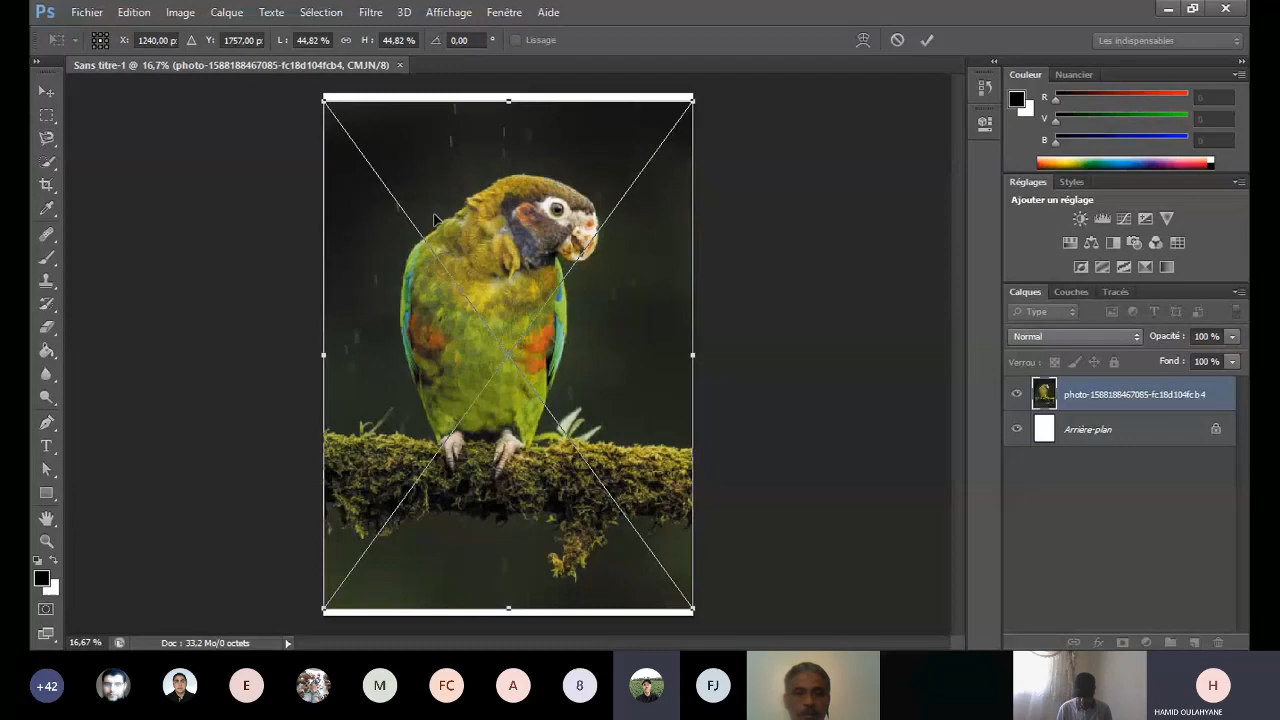 Ps Fichier Edition Image Calque Texte Sélection Filtre 3D Affichage Fenêtre Aide
X: 1240,00 p: Y: 1757,00 p: L: 44,82 % H: 44,82 % 0,00 ° Lissage Les indispensables
Sans titre-1 @ 16,7% (photo-1588188467085-fc18d104fcb4, CMJN/8) ×
Couleur Nuancier
R
V
B
Réglages Styles
Ajouter un réglage
Calques Couches Tracés
Type
Normal Opacité : 100 %
Verrou : Fond : 100 %
photo-1588188467085-fc18d104fcb4
Arrière-plan
16,67 % Doc : 33,2 Mo/0 octets
+42 E M FC A 8 FJ H
HAMID OULAHYANE